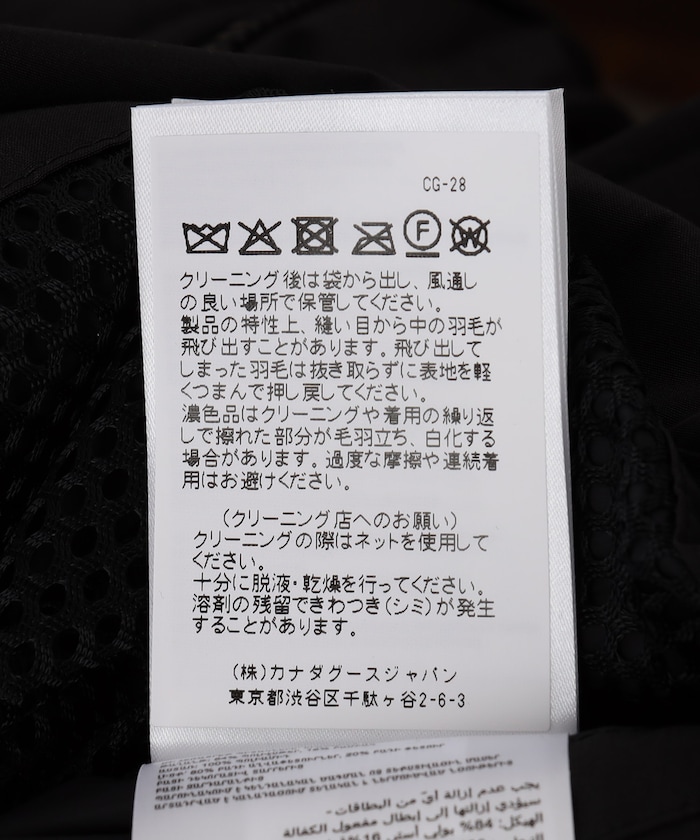 CG-28
F W
クリーニング後は袋から出し、風通し
の良い場所で保管してください。
製品の特性上、縫い目から中の羽毛が
飛び出すことがあります。飛び出して
しまった羽毛は抜き取らずに表地を軽
くつまんで押し戻してください。
濃色品はクリーニングや着用の繰り返
しで擦れた部分が毛羽立ち、白化する
場合があります。過度な摩擦や連続着
用はお避けください。
(クリーニング店へのお願い)
クリーニングの際はネットを使用して
ください。
十分に脱液・乾燥を行ってください。
溶剤の残留できわつき(シミ)が発生
することがあります。
(株)カナダグースジャパン
東京都渋谷区千駄ヶ谷2-6-3
يجب عدم إزالة أيّ من البطاقات -
سيؤدي إزالتها إلى إبطال مفعول الكفالة